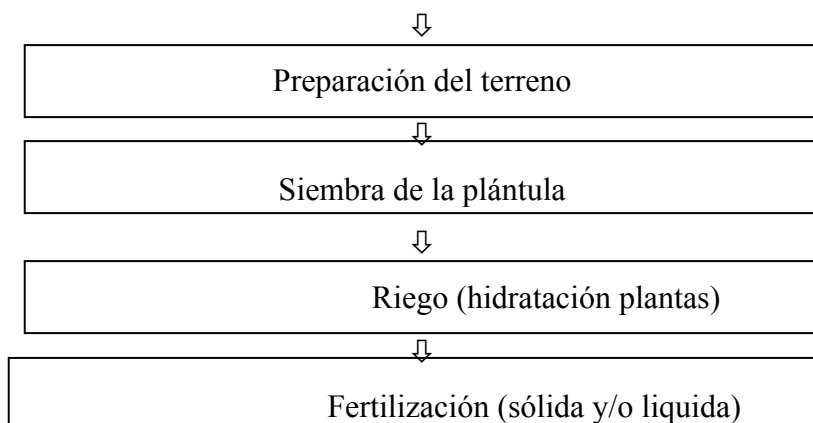 Preparación del terreno
Siembra de la plántula
Riego (hidratación plantas)
Fertilización (sólida y/o liquida)